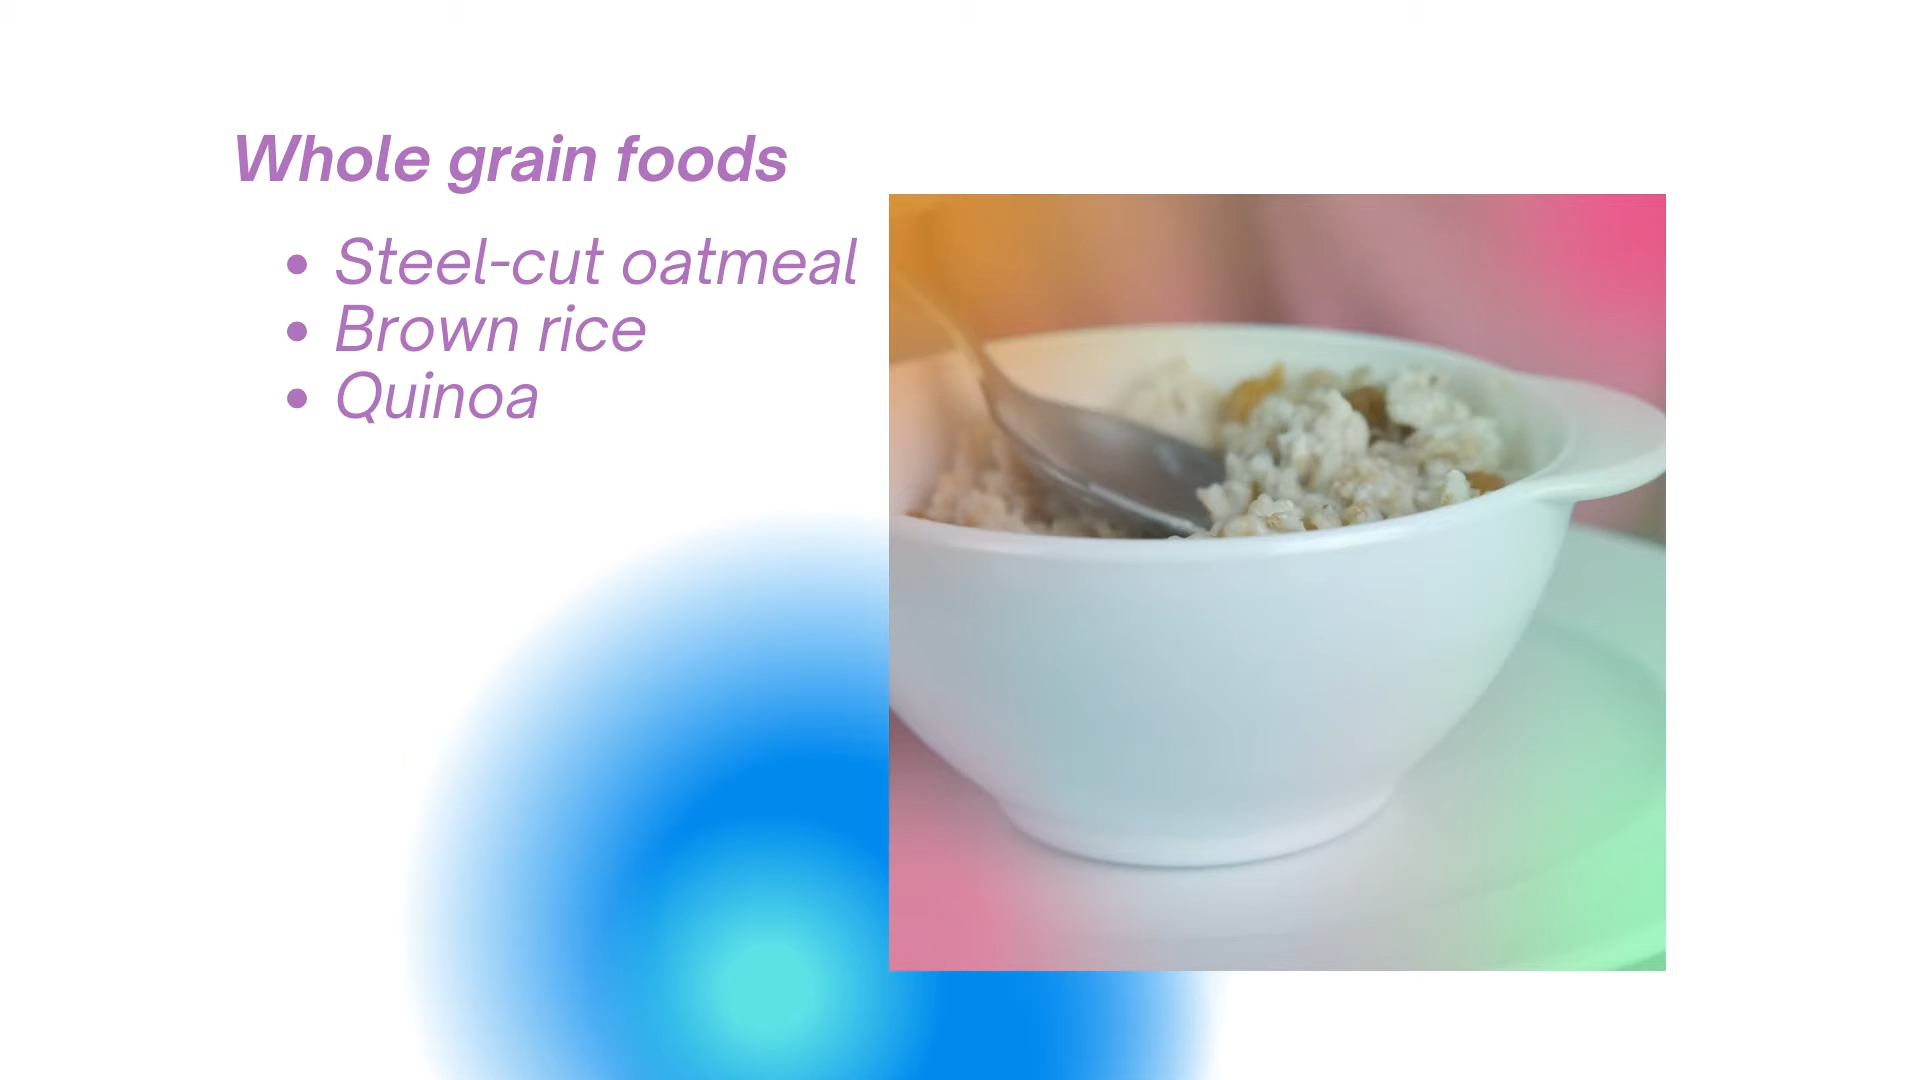 Whole grain foods
• Steel-cut oatmeal
• Brown rice
• Quinoa